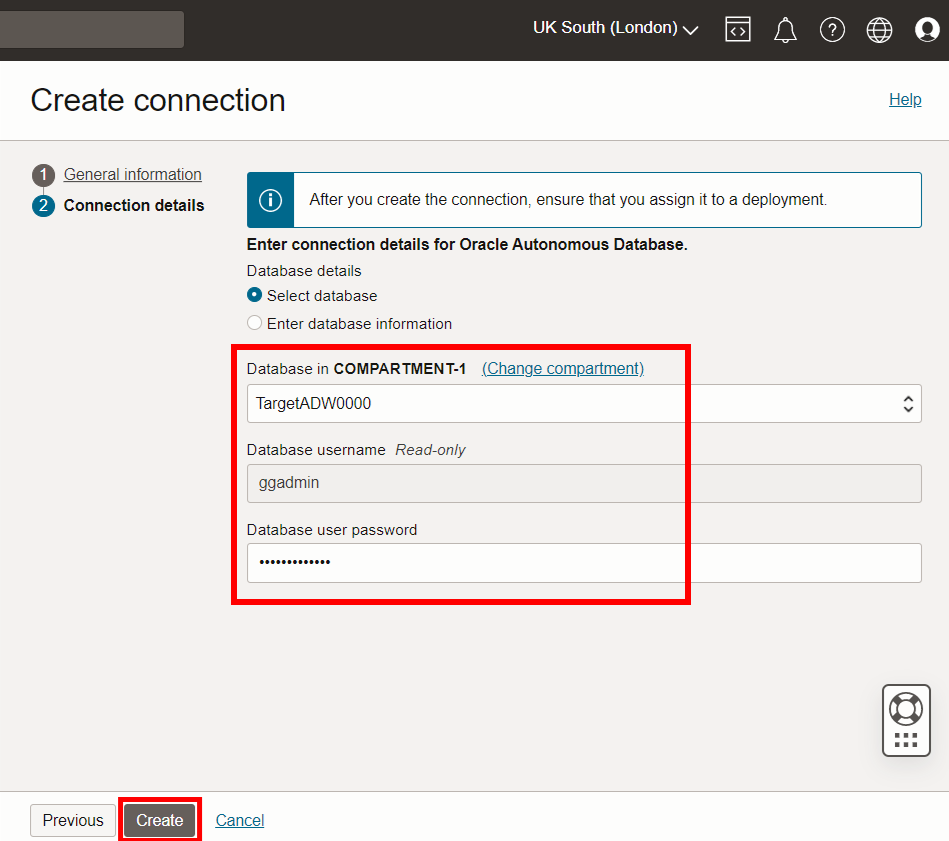 UK South (London)
Create connection
Help
1 General information
2 Connection details
After you create the connection, ensure that you assign it to a deployment.
Enter connection details for Oracle Autonomous Database.
Database details
Select database
Enter database information
Database in COMPARTMENT-1 (Change compartment)
TargetADW0000
Database username Read-only
ggadmin
Database user password
•••••••••••••
Previous
Create
Cancel